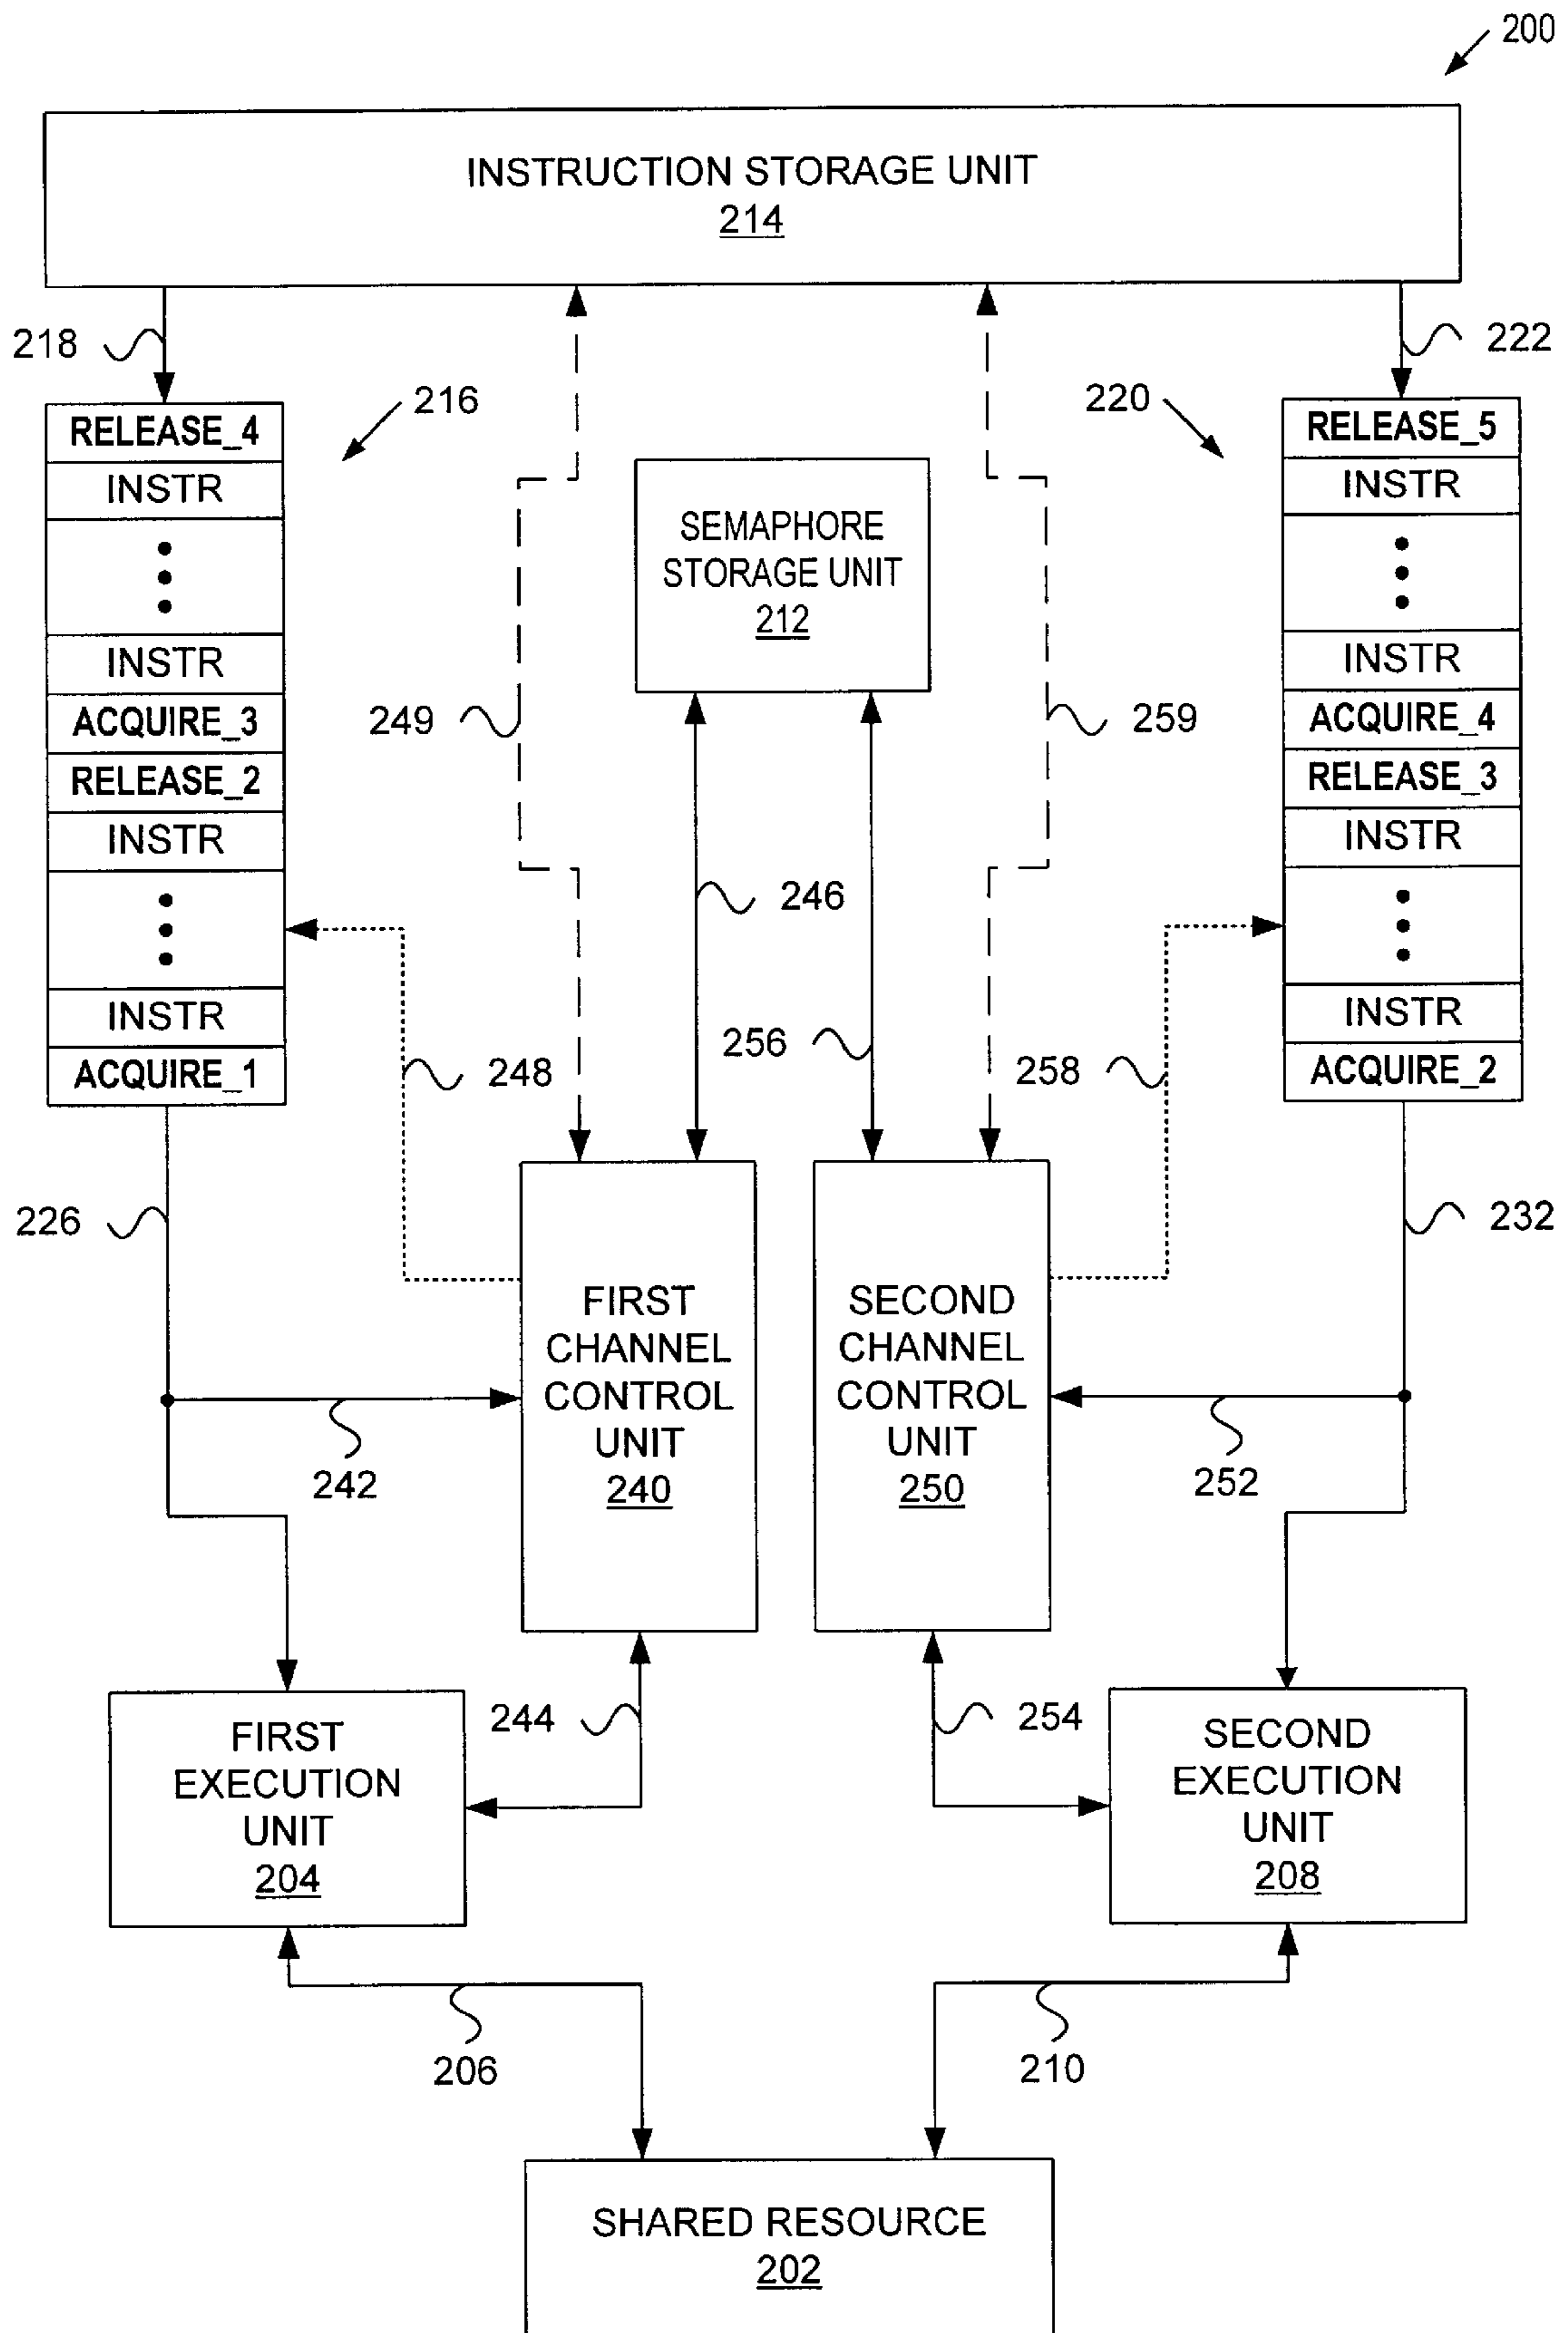 200
INSTRUCTION STORAGE UNIT
214
218
222
216
220
RELEASE_4
INSTR
INSTR
ACQUIRE_3
RELEASE_2
INSTR
INSTR
ACQUIRE_1
SEMAPHORE
STORAGE UNIT
212
RELEASE_5
INSTR
INSTR
ACQUIRE_4
RELEASE_3
INSTR
INSTR
ACQUIRE_2
249
259
246
256
248
258
226
232
FIRST
CHANNEL
CONTROL
UNIT
240
SECOND
CHANNEL
CONTROL
UNIT
250
242
252
244
254
FIRST
EXECUTION
UNIT
204
SECOND
EXECUTION
UNIT
208
206
210
SHARED RESOURCE
202